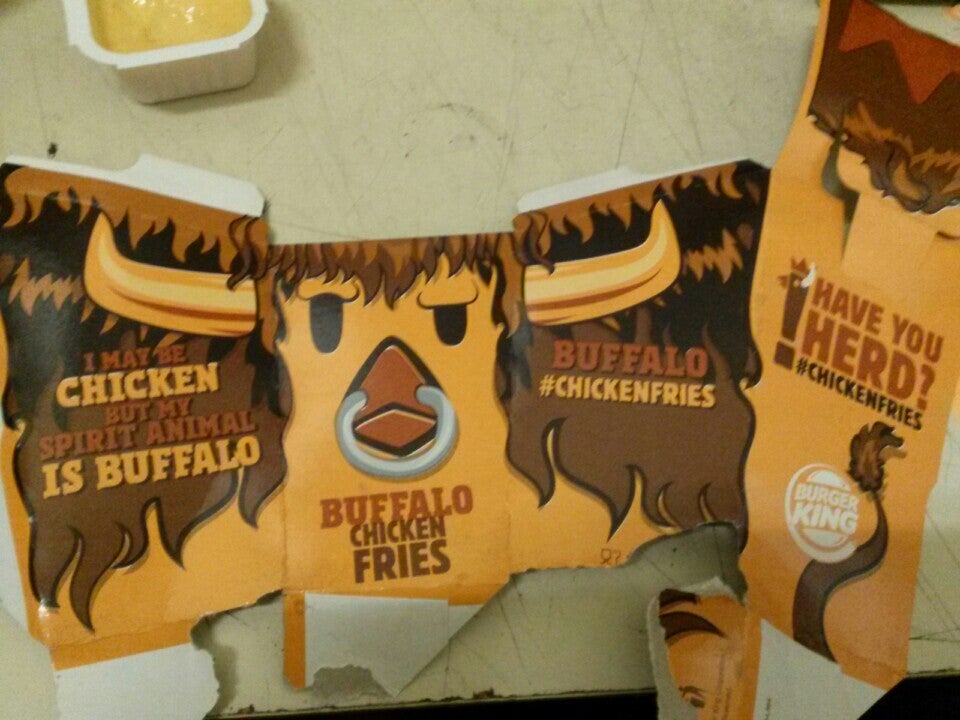 I MAY BE
CHICKEN
BUT MY
SPIRIT ANIMAL
IS BUFFALO
BUFFALO
CHICKEN
FRIES
BUFFALO
#CHICKENFRIES
HAVE YOU
HERD?
#CHICKENFRIES
BURGER
KING